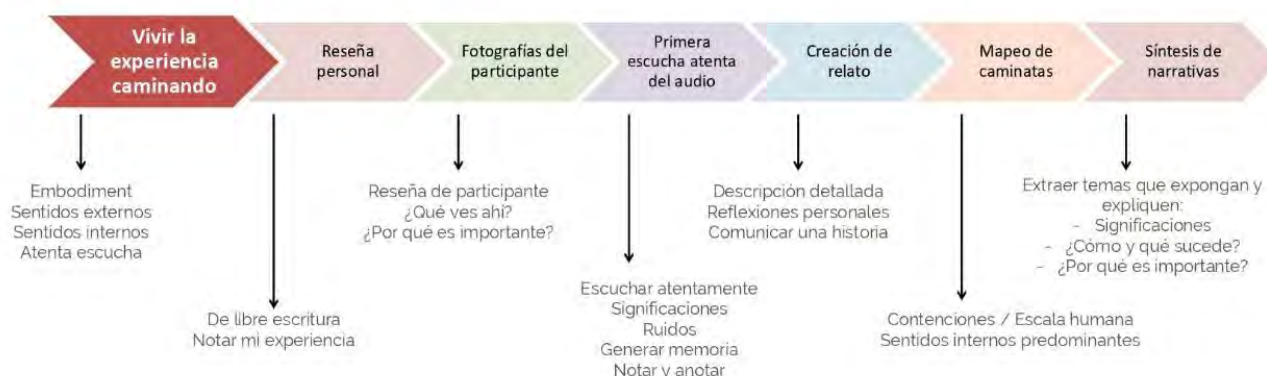 Vivir la
experiencia
caminando
Reseña
personal
Fotografías del
participante
Primera
escucha atenta
del audio
Creación de
relato
Mapeo de
caminatas
Síntesis de
narrativas
Embodiment
Sentidos externos
Sentidos internos
Atenta escucha
De libre escritura
Notar mi experiencia
Reseña de participante
¿Qué ves ahí?
¿Por qué es importante?
Escuchar atentamente
Significaciones
Ruidos
Generar memoria
Notar y anotar
Descripción detallada
Reflexiones personales
Comunicar una historia
Contenciones / Escala humana
Sentidos internos predominantes
Extraer temas que expongan y
expliquen:
- Significaciones
- ¿Cómo y qué sucede?
- ¿Por qué es importante?